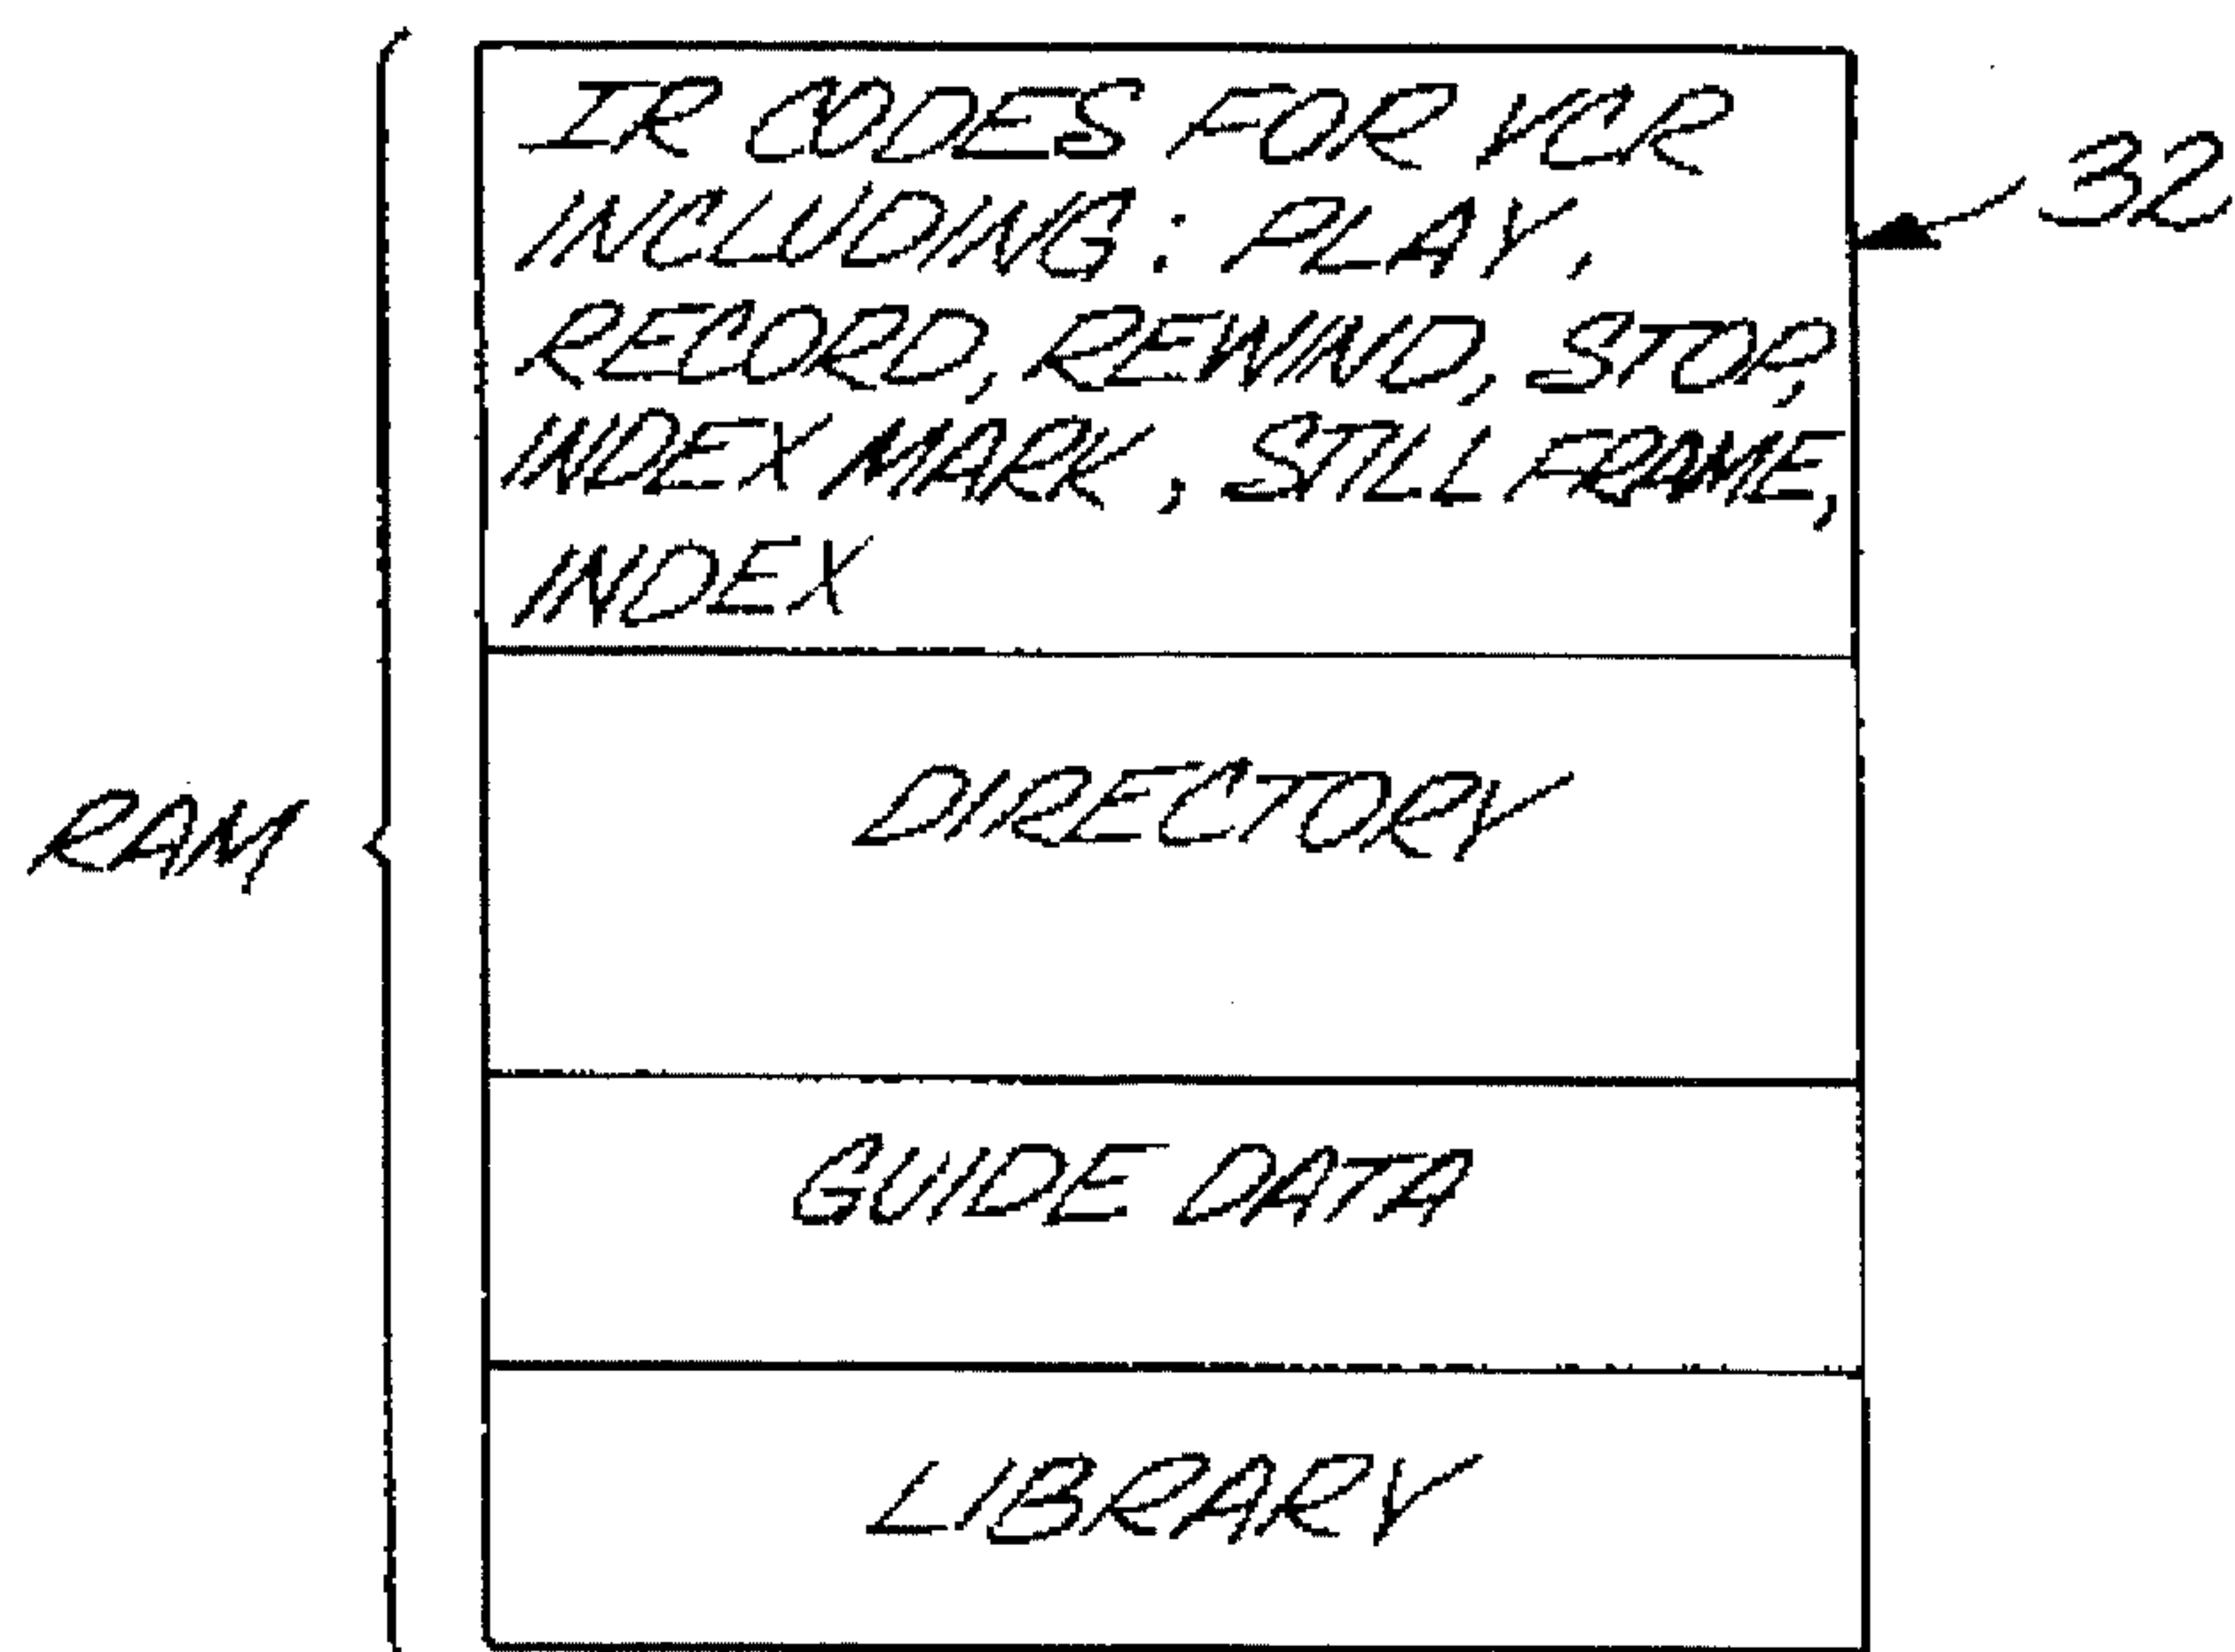 IR CODES FOR VCR
INCLUDING: PLAY,
RECORD, REWIND, STOP,
INDEX MARK, STILL FRAME,
INDEX
32
RAM
DIRECTORY
GUIDE DATA
LIBRARY